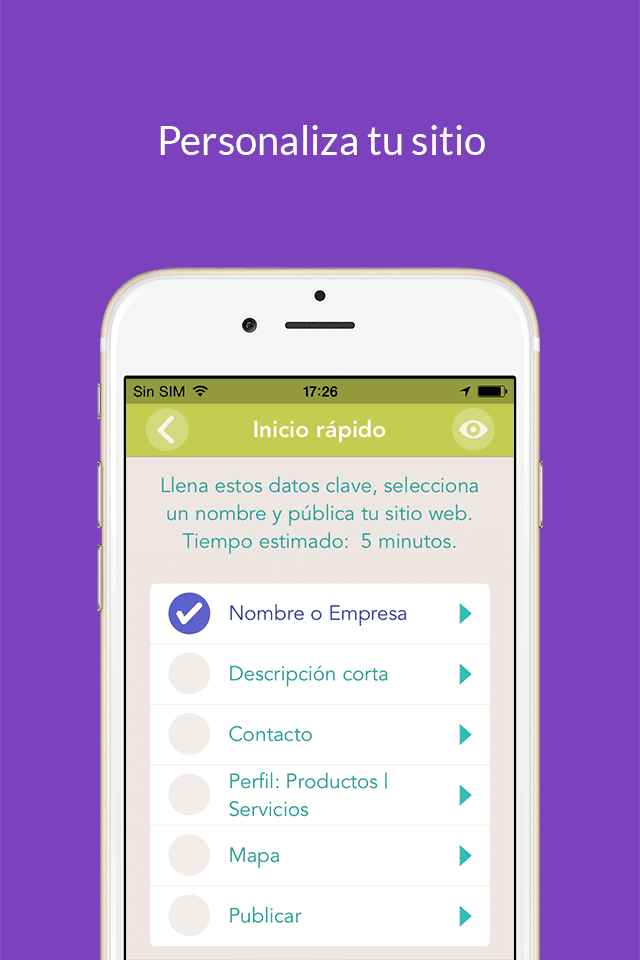 Personaliza tu sitio
Sin SIM 17:26
Inicio rápido
Llena estos datos clave, selecciona
un nombre y pública tu sitio web.
Tiempo estimado: 5 minutos.
Nombre o Empresa
Descripción corta
Contacto
Perfil: Productos |
Servicios
Mapa
Publicar